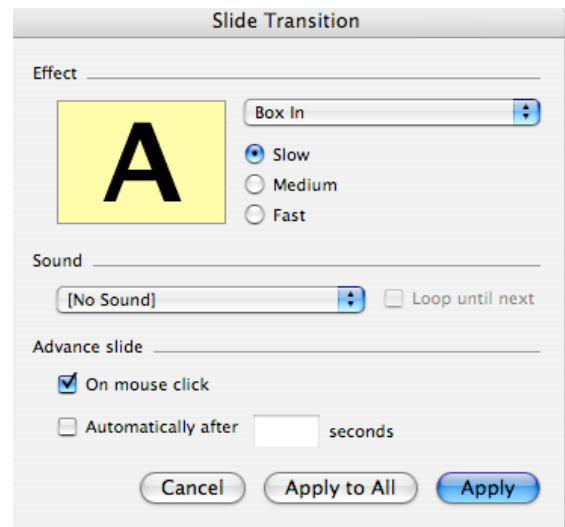 Slide Transition
Effect
A
Box In
Slow
Medium
Fast
Sound
[No Sound]
Loop until next
Advance slide
On mouse click
Automatically after seconds
Cancel Apply to All Apply